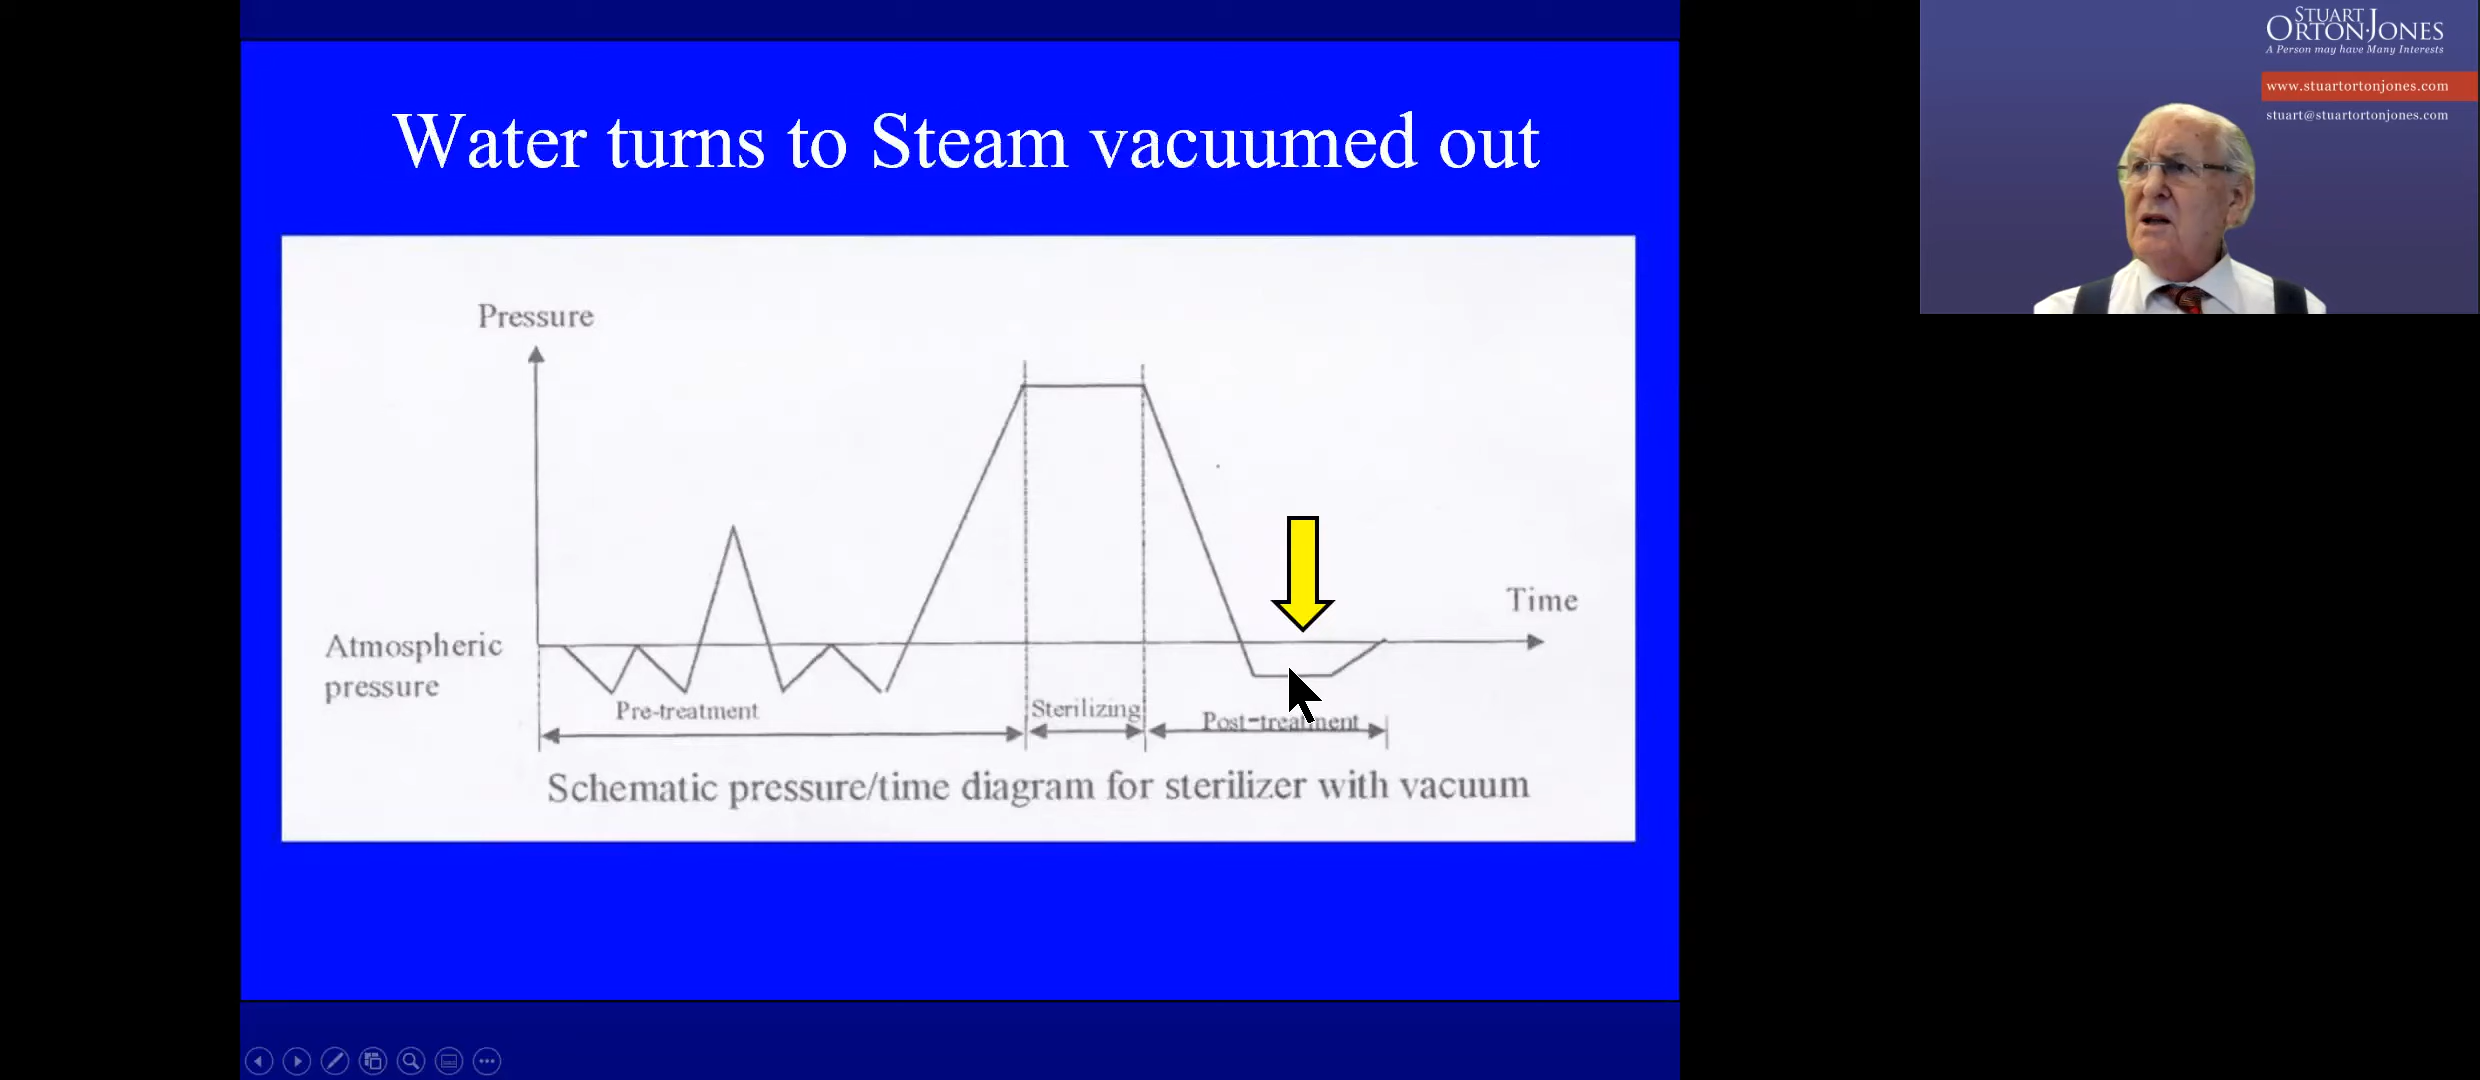 Water turns to Steam vacuumed out
Pressure
Time
Atmospheric
pressure
Pre-treatment
Sterilizing
Post-treatment
Schematic pressure/time diagram for sterilizer with vacuum
STUART
ORTON-JONES
A Person may have Many Interests
www.stuartortonjones.com
stuart@stuartortonjones.com